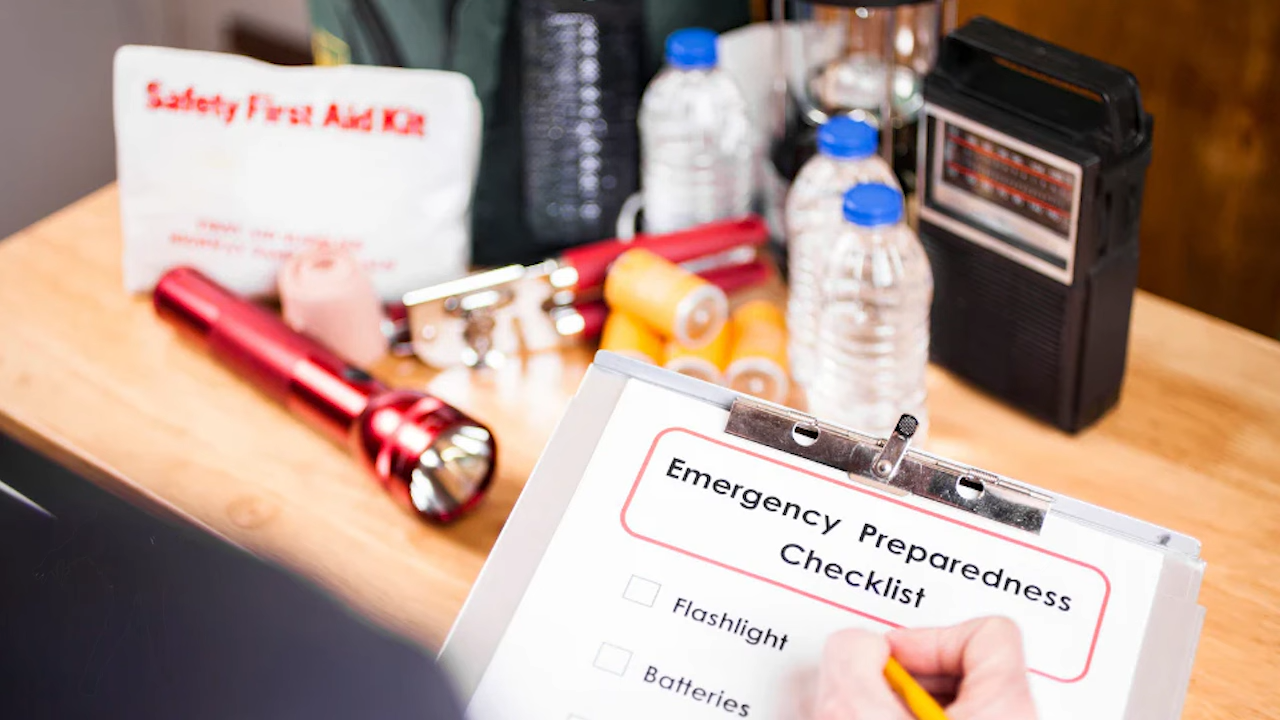 Safety First Aid Kit
Emergency Preparedness
Checklist
Flashlight
Batteries